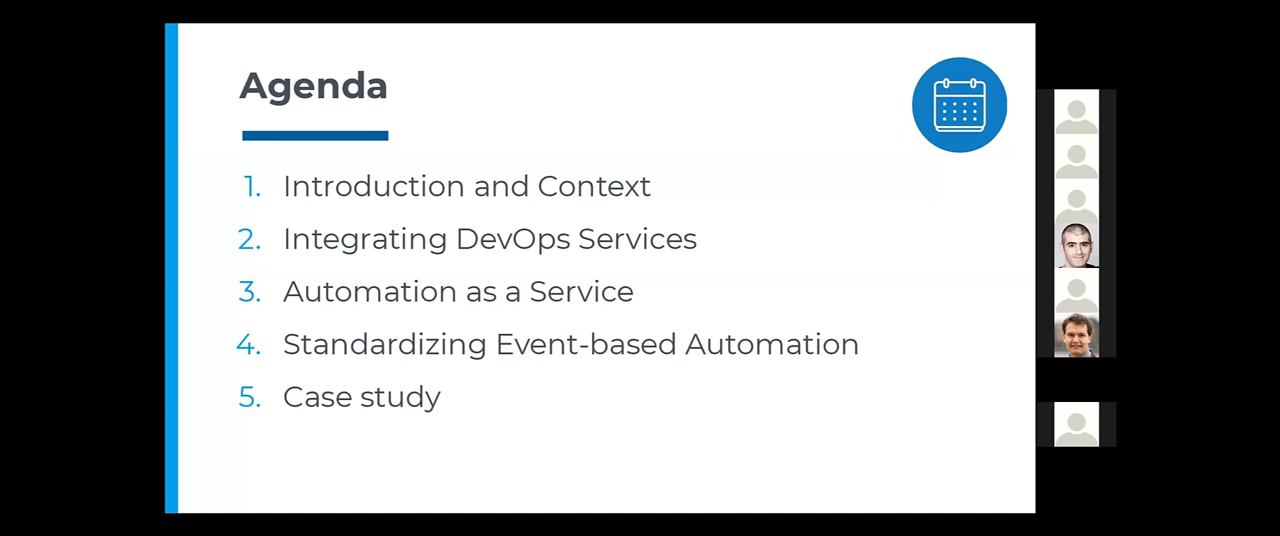 Agenda
1. Introduction and Context
2. Integrating DevOps Services
3. Automation as a Service
4. Standardizing Event-based Automation
5. Case study